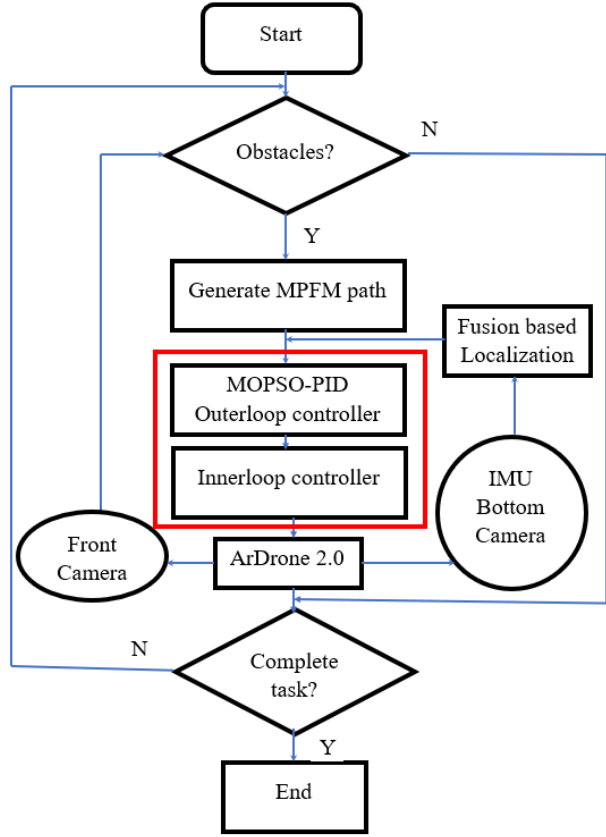 Start
N
Obstacles?
Y
Generate MPFM path
Fusion based
Localization
MOPSO-PID
Outerloop controller
Innerloop controller
IMU
Bottom
Camera
Front
Camera
ArDrone 2.0
N
Complete
task?
Y
End